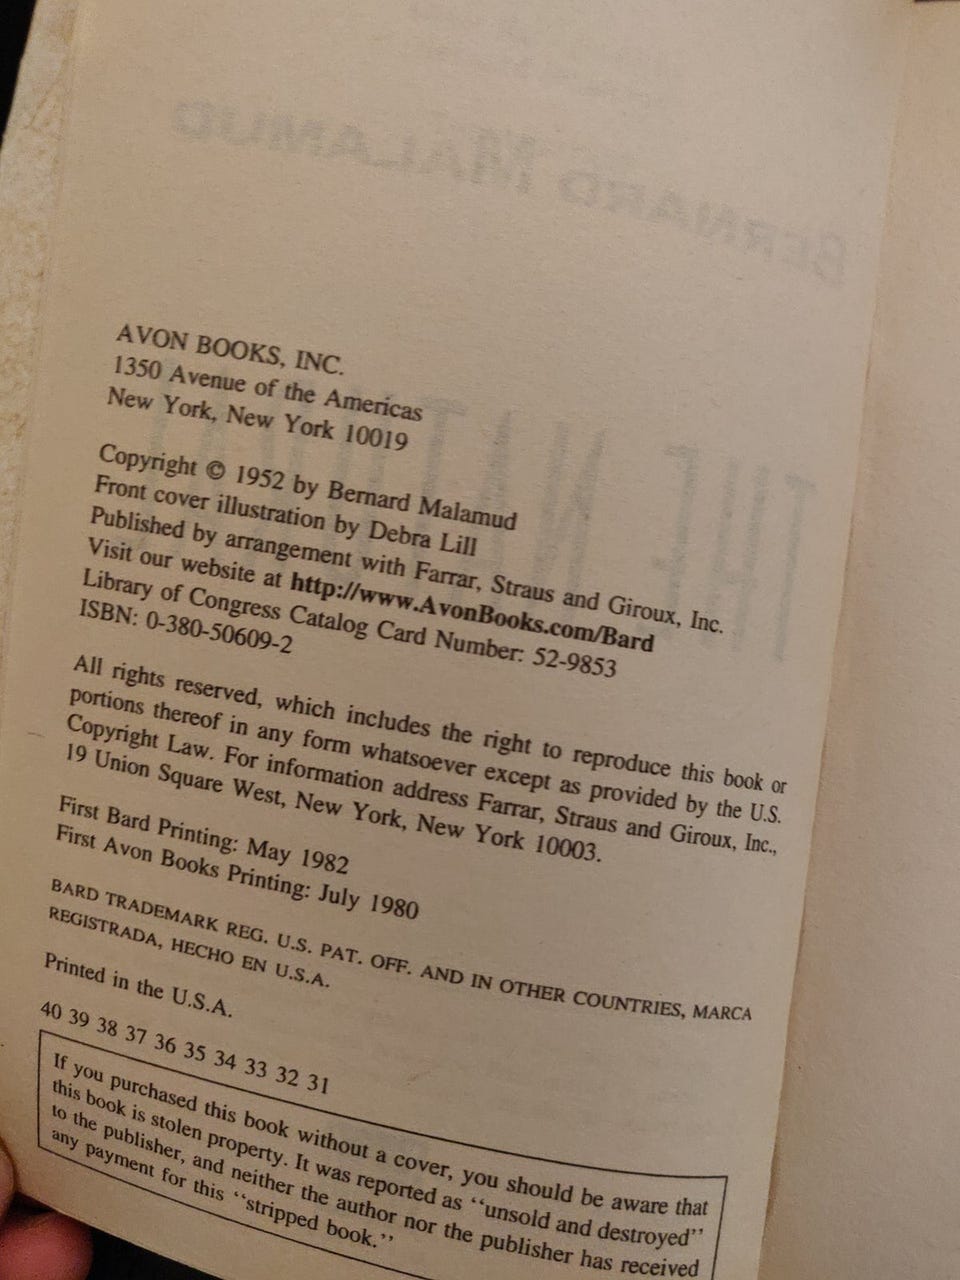 AVON BOOKS, INC.
1350 Avenue of the Americas
New York, New York 10019
Copyright © 1952 by Bernard Malamud
Front cover illustration by Debra Lill
Published by arrangement with Farrar, Straus and Giroux, Inc.
Visit our website at http://www.AvonBooks.com/Bard
Library of Congress Catalog Card Number: 52-9853
ISBN: 0-380-50609-2
All rights reserved, which includes the right to reproduce this book or
portions thereof in any form whatsoever except as provided by the U.S.
Copyright Law. For information address Farrar, Straus and Giroux, Inc.,
19 Union Square West, New York, New York 10003.
First Bard Printing: May 1982
First Avon Books Printing: July 1980
BARD TRADEMARK REG. U.S. PAT. OFF. AND IN OTHER COUNTRIES, MARCA
REGISTRADA, HECHO EN U.S.A.
Printed in the U.S.A.
40 39 38 37 36 35 34 33 32 31
If you purchased this book without a cover, you should be aware that
this book is stolen property. It was reported as "unsold and destroyed"
to the publisher, and neither the author nor the publisher has received
any payment for this "stripped book."